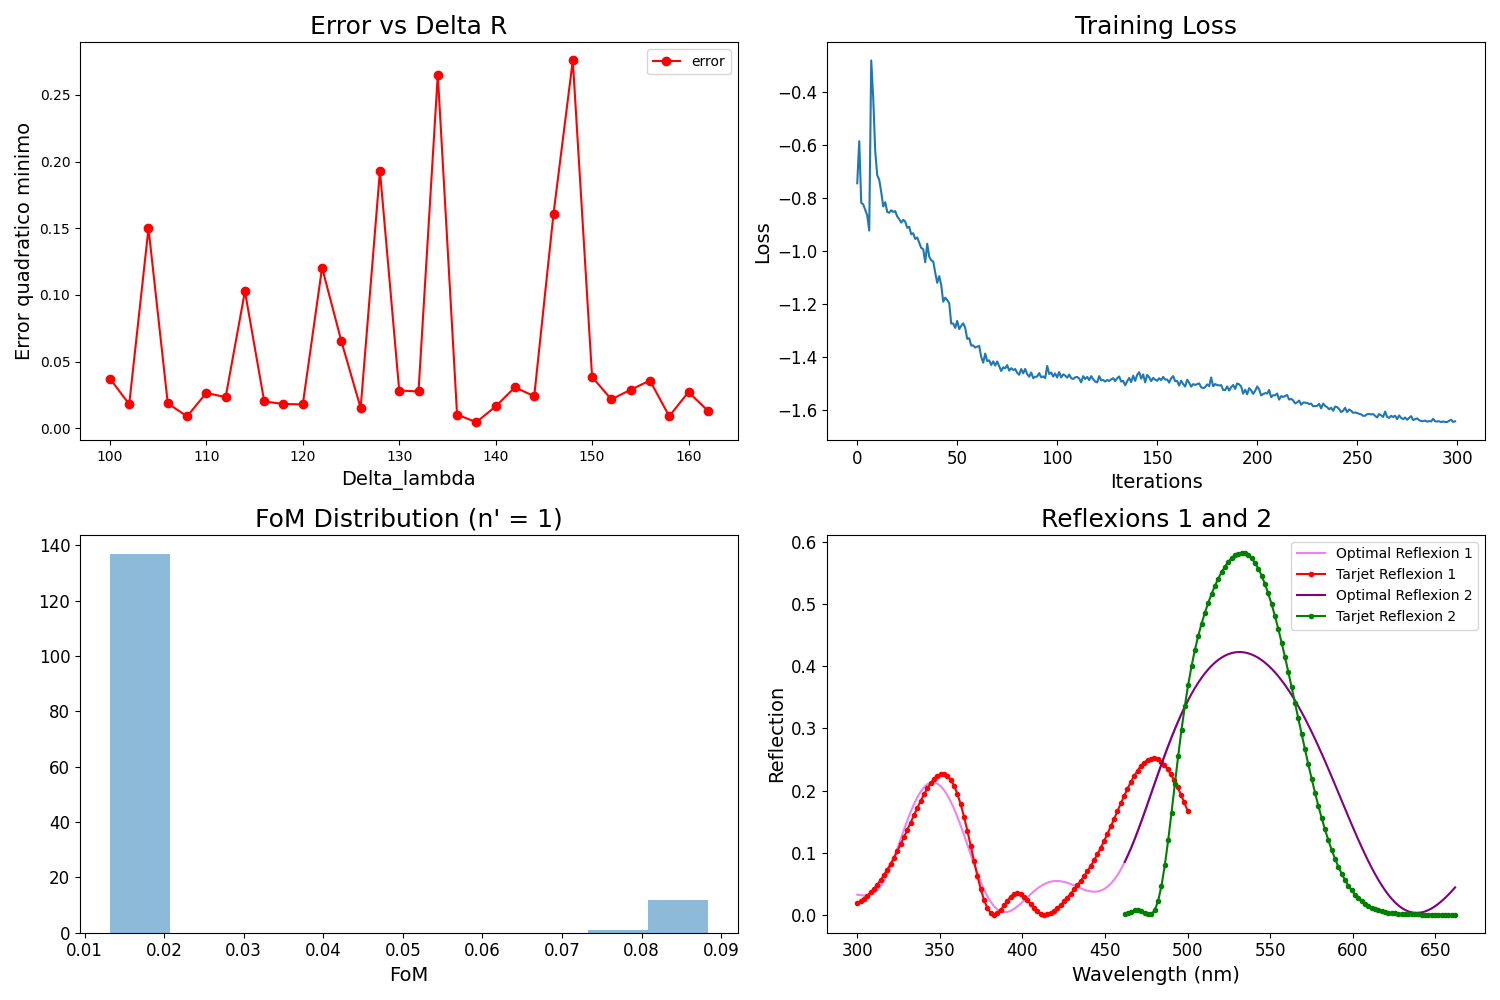 Error vs Delta R
error
Error quadratico minimo
0.25
0.20
0.15
0.10
0.05
0.00
100 110 120 130 140 150 160
Delta_lambda
Training Loss
Loss
−0.4
−0.6
−0.8
−1.0
−1.2
−1.4
−1.6
0 50 100 150 200 250 300
Iterations
FoM Distribution (n' = 1)
140
120
100
80
60
40
20
0
0.01 0.02 0.03 0.04 0.05 0.06 0.07 0.08 0.09
FoM
Reflexions 1 and 2
Optimal Reflexion 1
Tarjet Reflexion 1
Optimal Reflexion 2
Tarjet Reflexion 2
Reflection
0.6
0.5
0.4
0.3
0.2
0.1
0.0
300 350 400 450 500 550 600 650
Wavelength (nm)